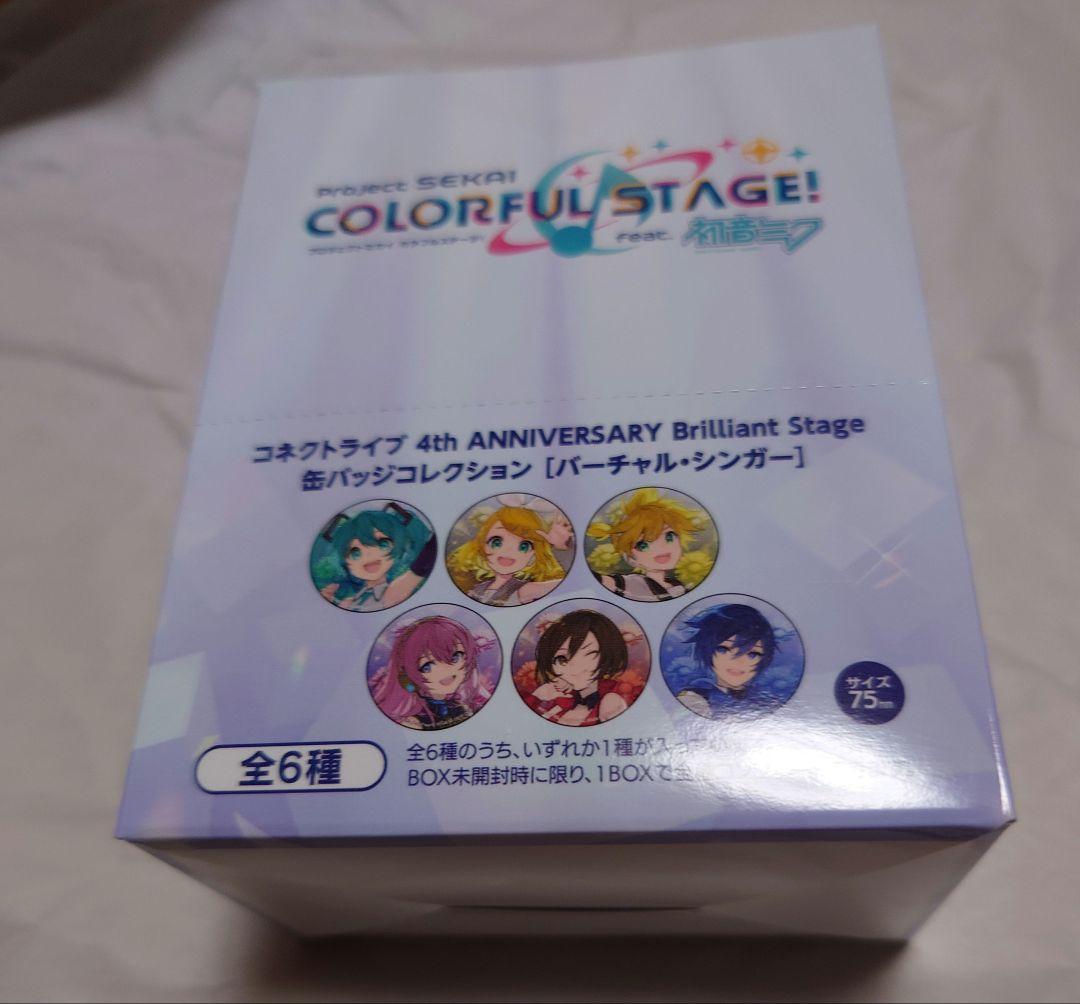 Project SEKAI
COLORFUL STAGE!
プロジェクトセカイ カラフルステージ!
feat. 初音ミク
コネクトライブ 4th ANNIVERSARY Brilliant Stage
缶バッジコレクション [バーチャル・シンガー]
サイズ
75mm
全6種
全6種のうち、いずれか1種が入って
BOX未開封時に限り、1BOXで全